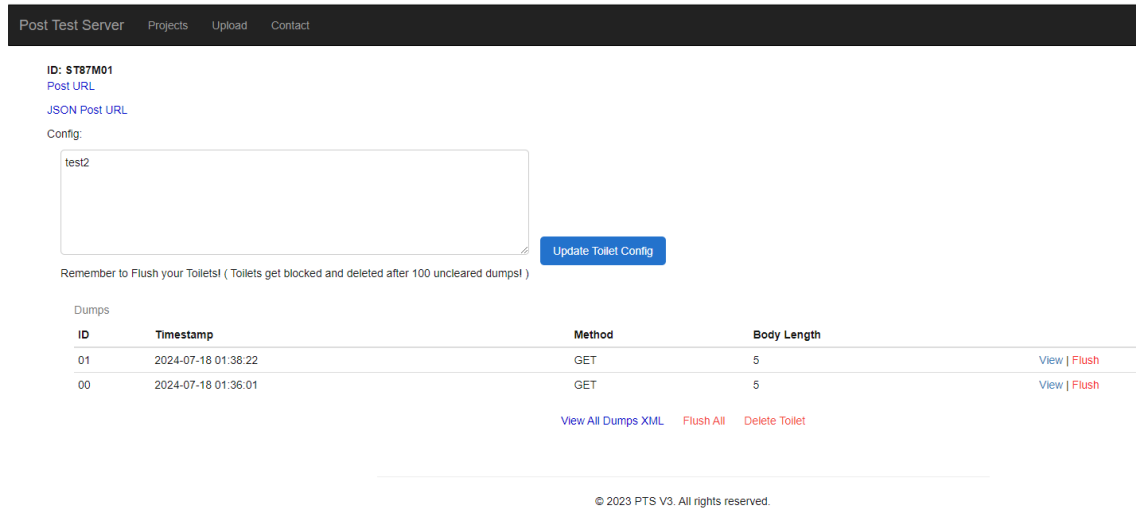 Post Test Server Projects Upload Contact
ID: ST87M01
Post URL
JSON Post URL
Config:
test2
Update Toilet Config
Remember to Flush your Toilets! ( Toilets get blocked and deleted after 100 uncleared dumps! )
Dumps
ID Timestamp Method Body Length
01 2024-07-18 01:38:22 GET 5 View | Flush
00 2024-07-18 01:36:01 GET 5 View | Flush
View All Dumps XML Flush All Delete Toilet
© 2023 PTS V3. All rights reserved.